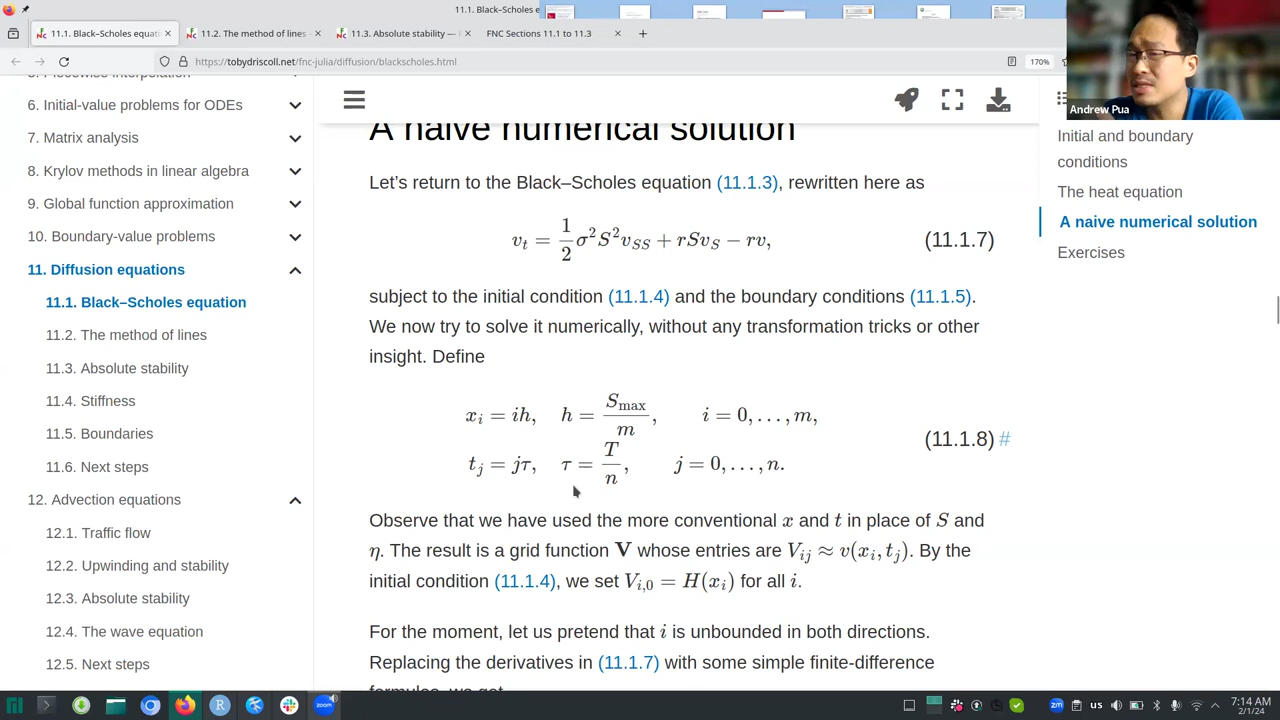 11.1. Black–Scholes e
11.1. Black–Scholes equati ×
11.2. The method of lines ×
11.3. Absolute stability — ×
FNC Sections 11.1 to 11.3 ×
+
https://tobydriscoll.net/fnc-julia/diffusion/blackscholes.html
170%
Andrew Pua
6. Initial-value problems for ODEs
7. Matrix analysis
8. Krylov methods in linear algebra
9. Global function approximation
10. Boundary-value problems
11. Diffusion equations
11.1. Black–Scholes equation
11.2. The method of lines
11.3. Absolute stability
11.4. Stiffness
11.5. Boundaries
11.6. Next steps
12. Advection equations
12.1. Traffic flow
12.2. Upwinding and stability
12.3. Absolute stability
12.4. The wave equation
12.5. Next steps
A naive numerical solution
Let's return to the Black–Scholes equation (11.1.3), rewritten here as
v_t = 1/2 σ² S² v_SS + rSv_S − rv, (11.1.7)
subject to the initial condition (11.1.4) and the boundary conditions (11.1.5).
We now try to solve it numerically, without any transformation tricks or other
insight. Define
x_i = ih, h = S_max/m, i = 0, . . . , m,
(11.1.8) #
t_j = jτ, τ = T/n, j = 0, . . . , n.
Observe that we have used the more conventional x and t in place of S and
η. The result is a grid function V whose entries are V_ij ≈ v(x_i, t_j). By the
initial condition (11.1.4), we set V_i,0 = H(x_i) for all i.
For the moment, let us pretend that i is unbounded in both directions.
Replacing the derivatives in (11.1.7) with some simple finite-difference
Initial and boundary
conditions
The heat equation
A naive numerical solution
Exercises
zoom
zm
us
7:14 AM
2/1/24